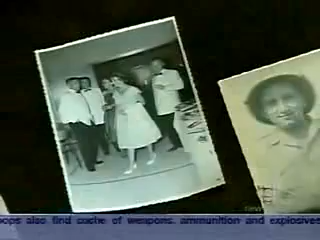 oops also find cache of weapons, ammunition and explosives